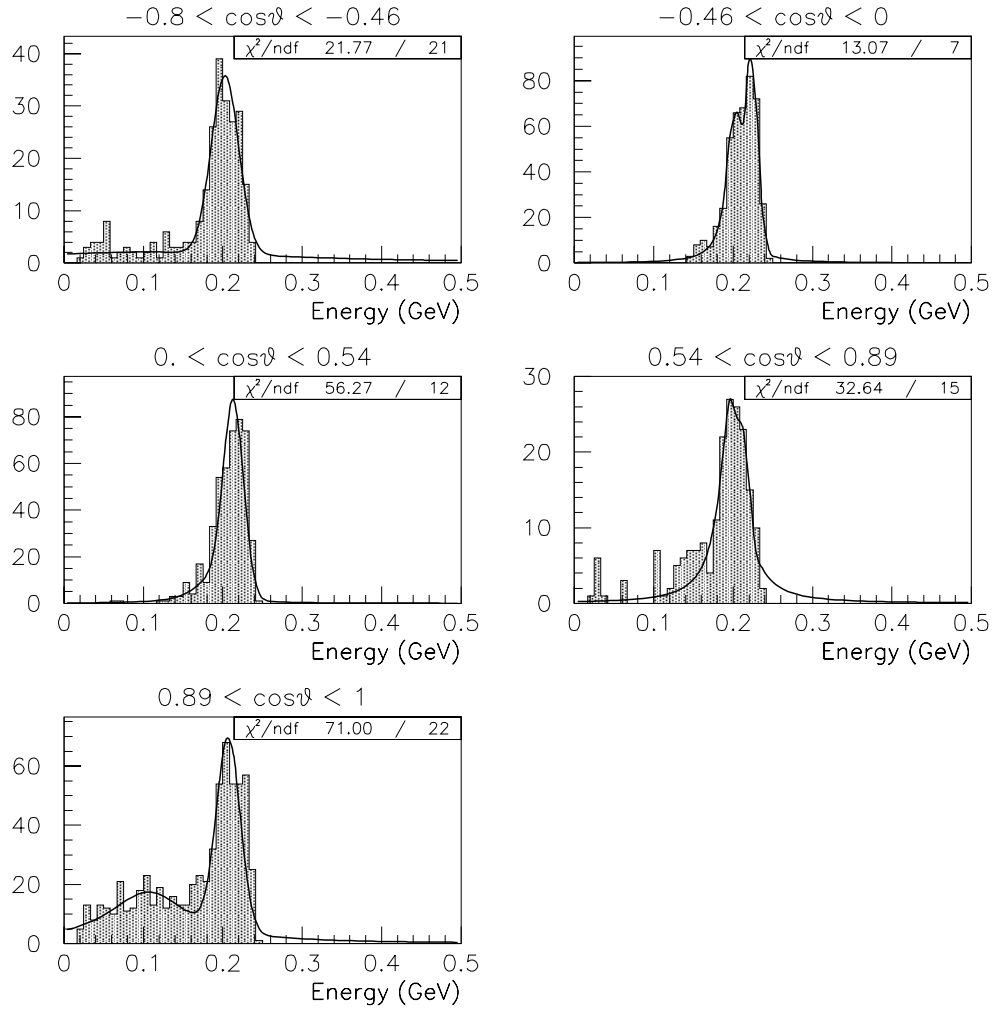 −0.8 < cosϑ < −0.46
χ²/ndf 21.77 / 21
40
30
20
10
0
0 0.1 0.2 0.3 0.4 0.5
Energy (GeV)
−0.46 < cosϑ < 0
χ²/ndf 13.07 / 7
80
60
40
20
0
0 0.1 0.2 0.3 0.4 0.5
Energy (GeV)
0. < cosϑ < 0.54
χ²/ndf 56.27 / 12
80
60
40
20
0
0 0.1 0.2 0.3 0.4 0.5
Energy (GeV)
0.54 < cosϑ < 0.89
χ²/ndf 32.64 / 15
30
20
10
0
0 0.1 0.2 0.3 0.4 0.5
Energy (GeV)
0.89 < cosϑ < 1
χ²/ndf 71.00 / 22
60
40
20
0
0 0.1 0.2 0.3 0.4 0.5
Energy (GeV)